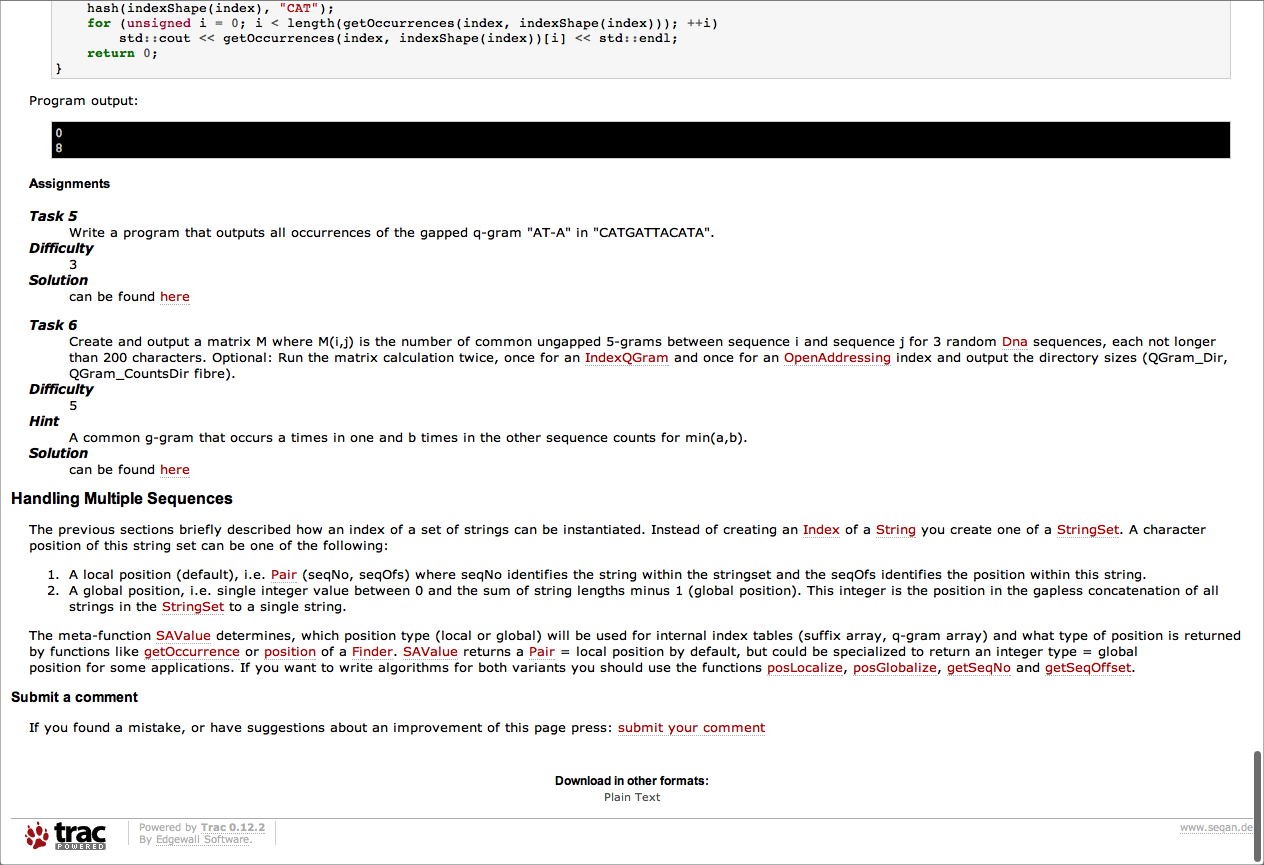 hash(indexShape(index), "CAT");
for (unsigned i = 0; i < length(getOccurrences(index, indexShape(index))); ++i)
std::cout << getOccurrences(index, indexShape(index))[i] << std::endl;
return 0;
}
Program output:
0
8
Assignments
Task 5
Write a program that outputs all occurrences of the gapped q-gram "AT-A" in "CATGATTACATA".
Difficulty
3
Solution
can be found here
Task 6
Create and output a matrix M where M(i,j) is the number of common ungapped 5-grams between sequence i and sequence j for 3 random Dna sequences, each not longer
than 200 characters. Optional: Run the matrix calculation twice, once for an IndexQGram and once for an OpenAddressing index and output the directory sizes (QGram_Dir,
QGram_CountsDir fibre).
Difficulty
5
Hint
A common g-gram that occurs a times in one and b times in the other sequence counts for min(a,b).
Solution
can be found here
Handling Multiple Sequences
The previous sections briefly described how an index of a set of strings can be instantiated. Instead of creating an Index of a String you create one of a StringSet. A character
position of this string set can be one of the following:
1. A local position (default), i.e. Pair (seqNo, seqOfs) where seqNo identifies the string within the stringset and the seqOfs identifies the position within this string.
2. A global position, i.e. single integer value between 0 and the sum of string lengths minus 1 (global position). This integer is the position in the gapless concatenation of all
strings in the StringSet to a single string.
The meta-function SAValue determines, which position type (local or global) will be used for internal index tables (suffix array, q-gram array) and what type of position is returned
by functions like getOccurrence or position of a Finder. SAValue returns a Pair = local position by default, but could be specialized to return an integer type = global
position for some applications. If you want to write algorithms for both variants you should use the functions posLocalize, posGlobalize, getSeqNo and getSeqOffset.
Submit a comment
If you found a mistake, or have suggestions about an improvement of this page press: submit your comment
Download in other formats:
Plain Text
trac
POWERED
Powered by Trac 0.12.2
By Edgewall Software.
www.seqan.de